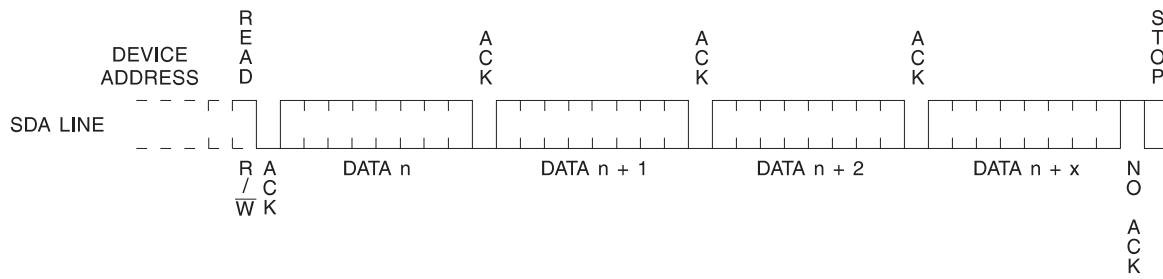 READ
ACK
ACK
ACK
STOP
DEVICE
ADDRESS
SDA LINE
R/W
ACK
DATA n
DATA n + 1
DATA n + 2
DATA n + x
NO ACK